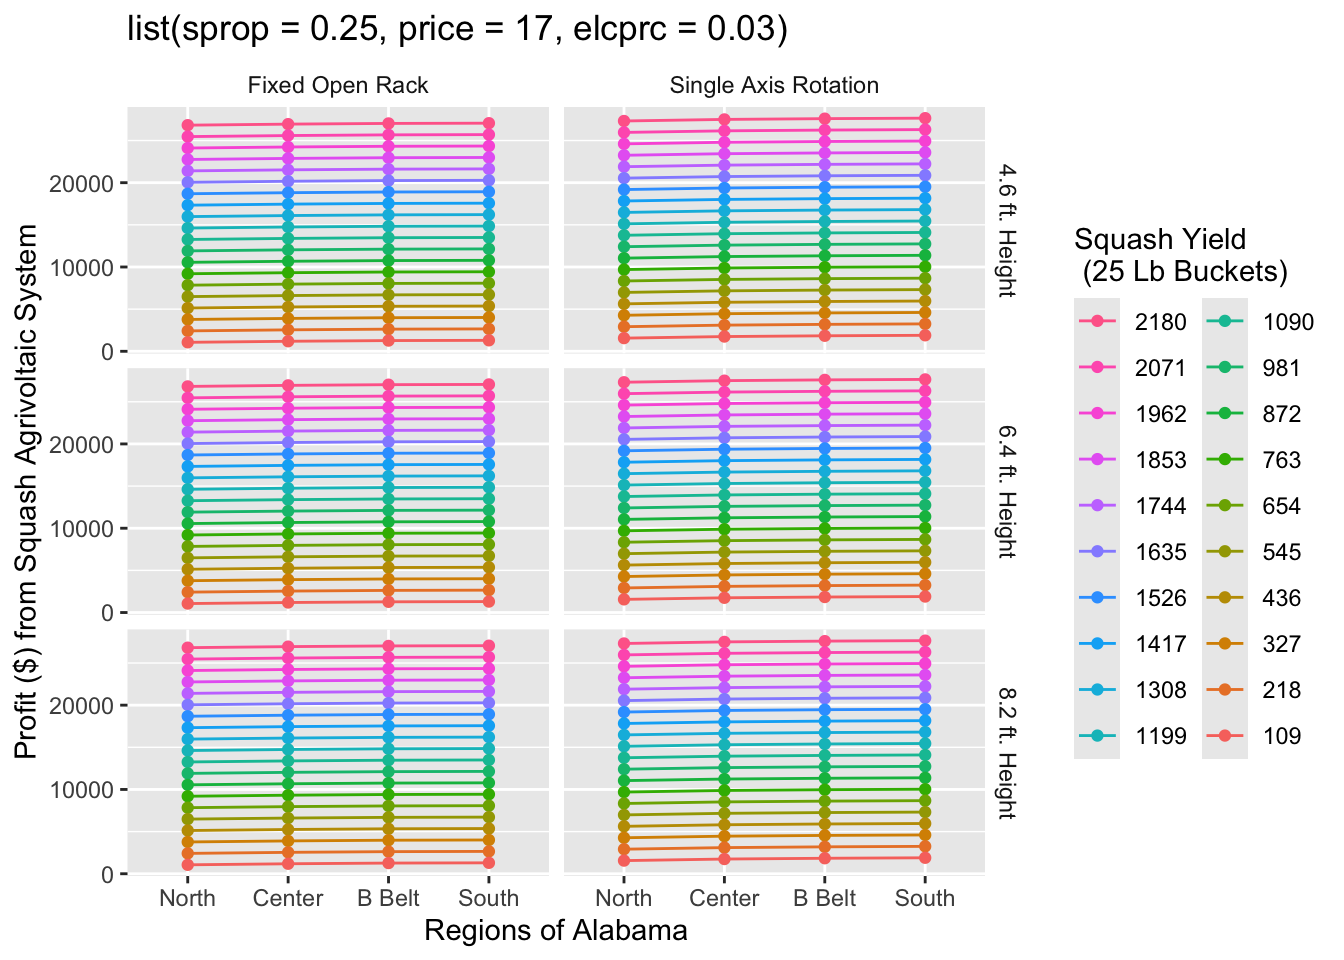 list(sprop = 0.25, price = 17, elcprc = 0.03)
Fixed Open Rack
Single Axis Rotation
20000
10000
0
4.6 ft. Height
20000
10000
0
6.4 ft. Height
20000
10000
0
8.2 ft. Height
North Center B Belt South
North Center B Belt South
Regions of Alabama
Profit ($) from Squash Agrivoltaic System
Squash Yield
(25 Lb Buckets)
2180 1090
2071 981
1962 872
1853 763
1744 654
1635 545
1526 436
1417 327
1308 218
1199 109